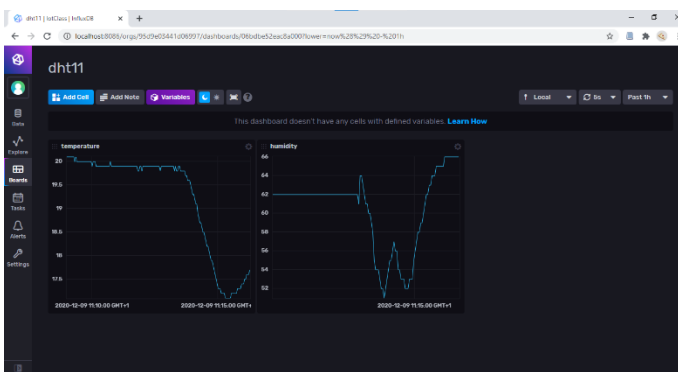 dht11 | IotClass | InfluxDB
localhost:8086/orgs/95d9e03441d06997/dashboards/06bdbe52eac8a000?lower=now%28%29%20-%201h
dht11
Add Cell
Add Note
Variables
Local
5s
Past 1h
This dashboard doesn't have any cells with defined variables. Learn How
Data
Explore
Boards
Tasks
Alerts
Settings
temperature
20
19.5
19
18.5
18
17.5
2020-12-09 11:10:00 GMT+1
2020-12-09 11:15:00 GMT+
humidity
66
64
62
60
58
56
54
52
2020-12-09 11:15:00 GMT+1